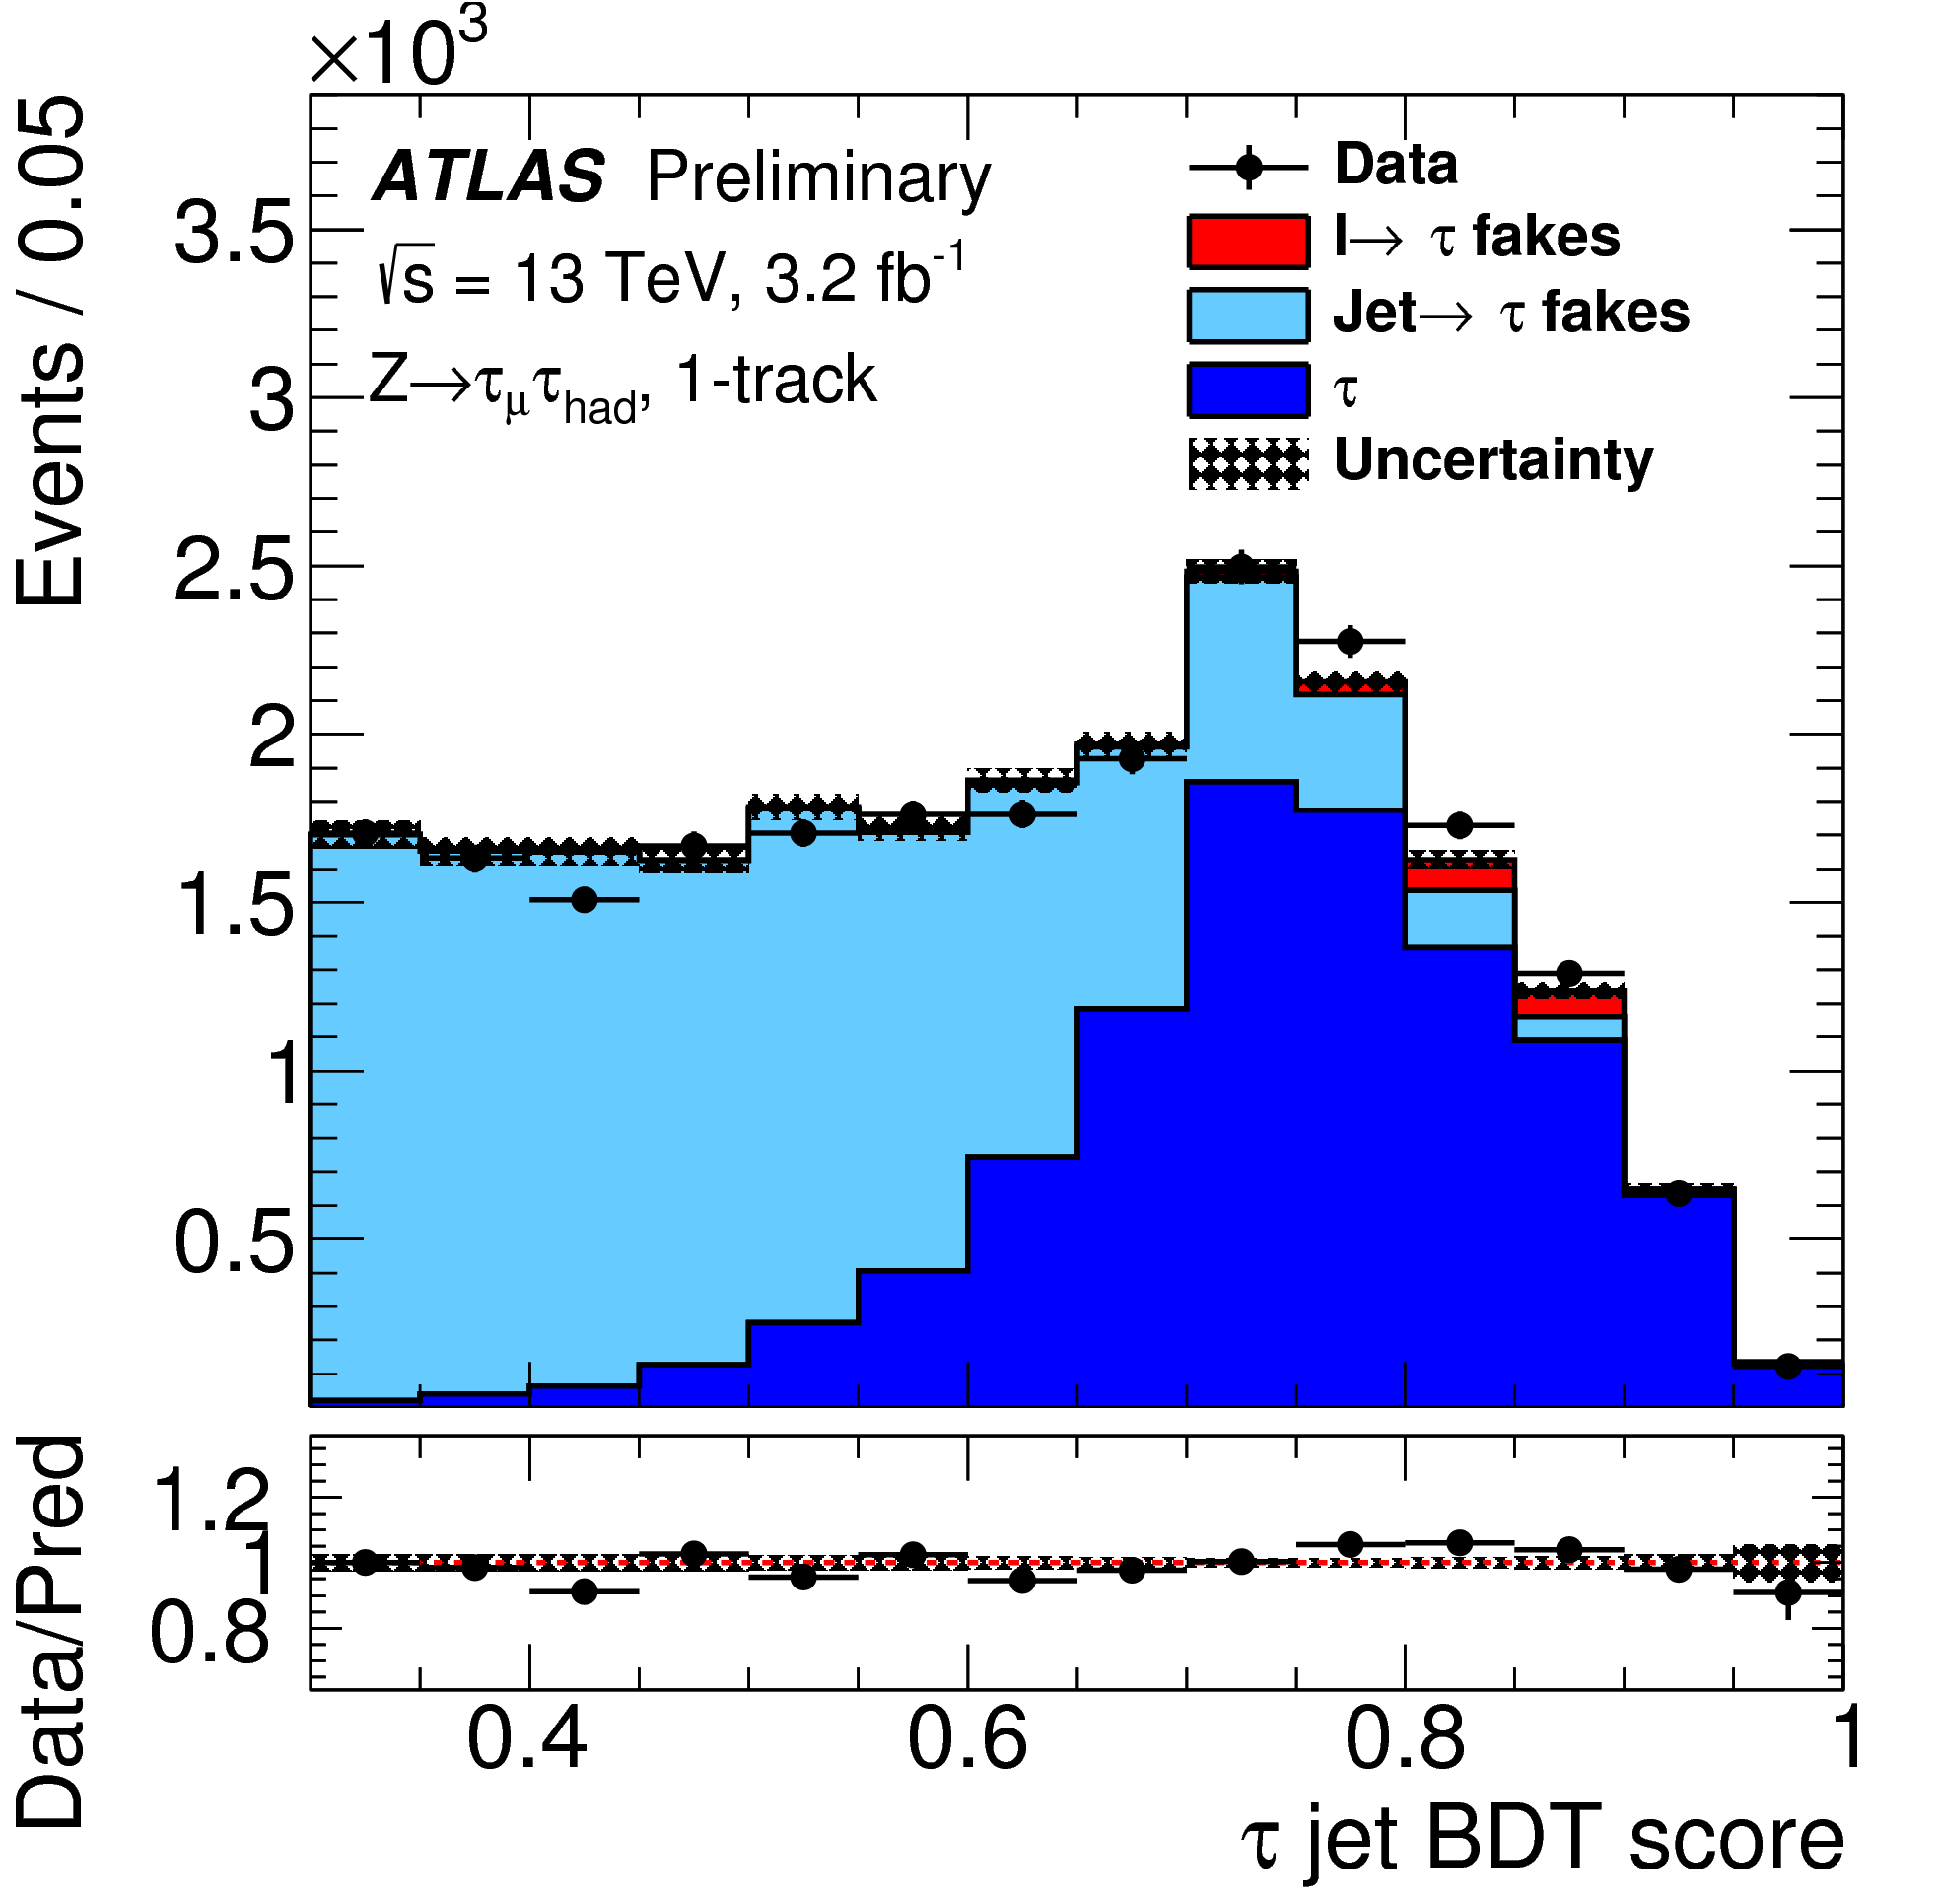 ×10³
Events / 0.05
3.5
3
2.5
2
1.5
1
0.5
ATLAS Preliminary
√s = 13 TeV, 3.2 fb⁻¹
Z→τ_μ τ_had, 1-track
Data
l→ τ fakes
Jet→ τ fakes
τ
Uncertainty
Data/Pred
1.2
1
0.8
0.4 0.6 0.8 1
τ jet BDT score